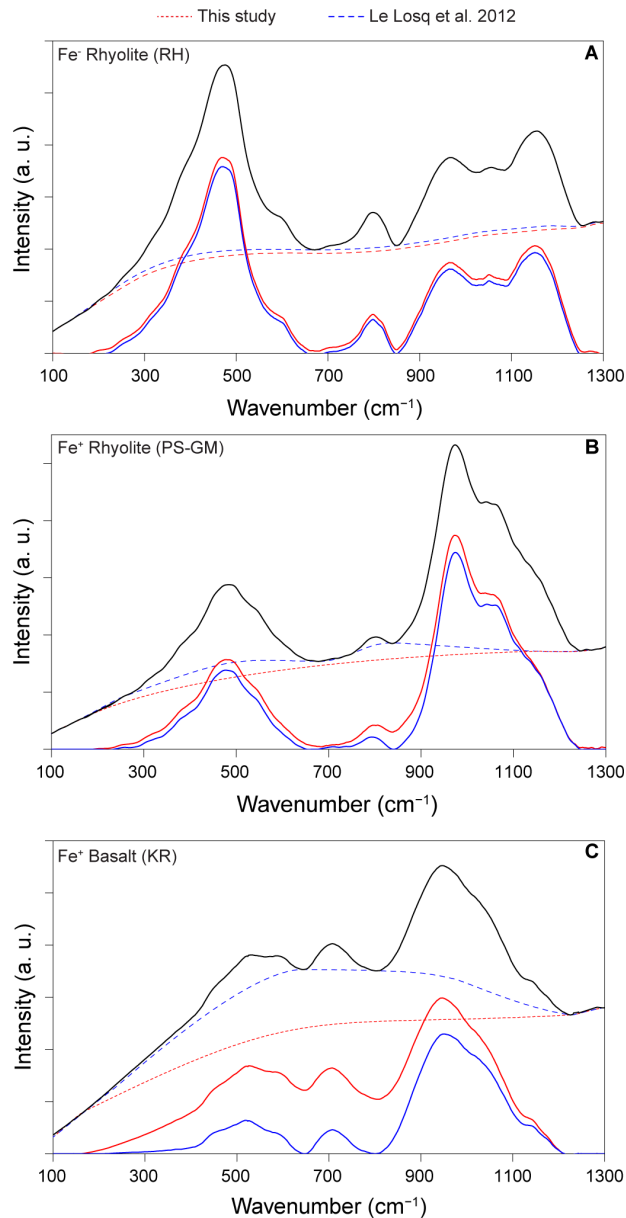 This study Le Losq et al. 2012
Fe⁻ Rhyolite (RH) A
Intensity (a. u.)
100 300 500 700 900 1100 1300
Wavenumber (cm⁻¹)
Fe⁺ Rhyolite (PS-GM) B
Intensity (a. u.)
100 300 500 700 900 1100 1300
Wavenumber (cm⁻¹)
Fe⁺ Basalt (KR) C
Intensity (a. u.)
100 300 500 700 900 1100 1300
Wavenumber (cm⁻¹)